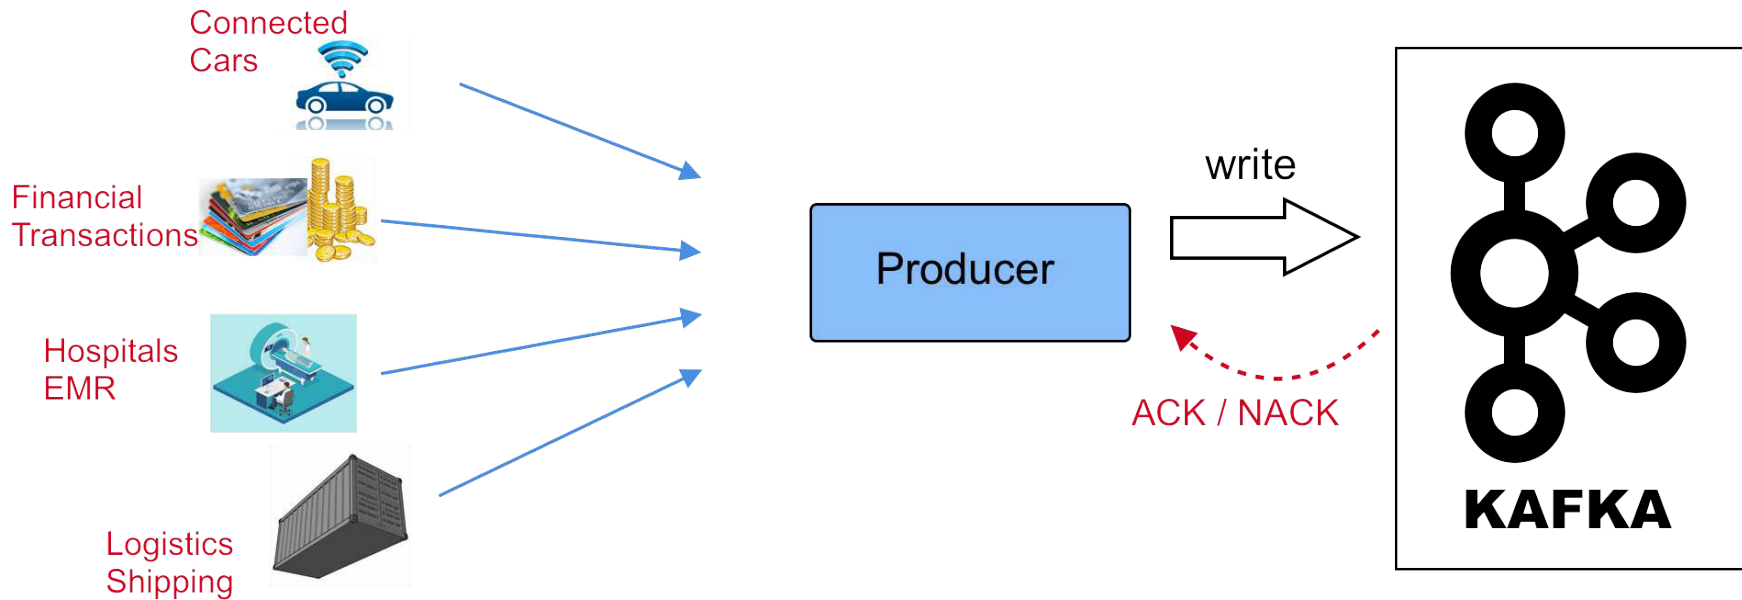 Connected
Cars
Financial
Transactions
Hospitals
EMR
Logistics
Shipping
Producer
write
ACK / NACK
KAFKA